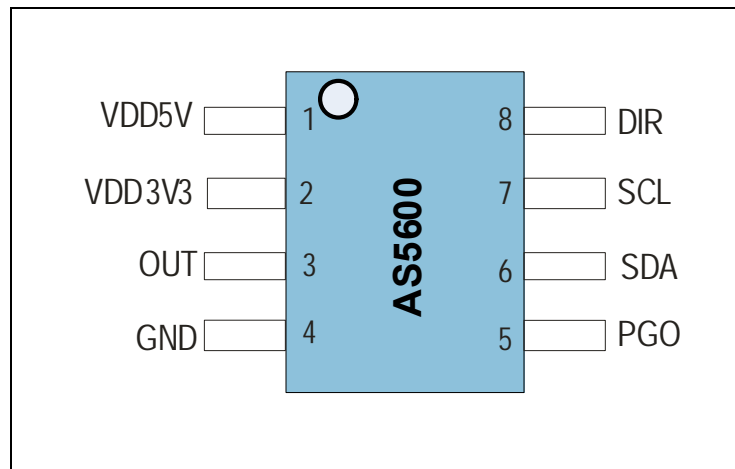 VDD5V 1 8 DIR
VDD3V3 2 7 SCL
OUT 3 6 SDA
GND 4 5 PGO
AS5600